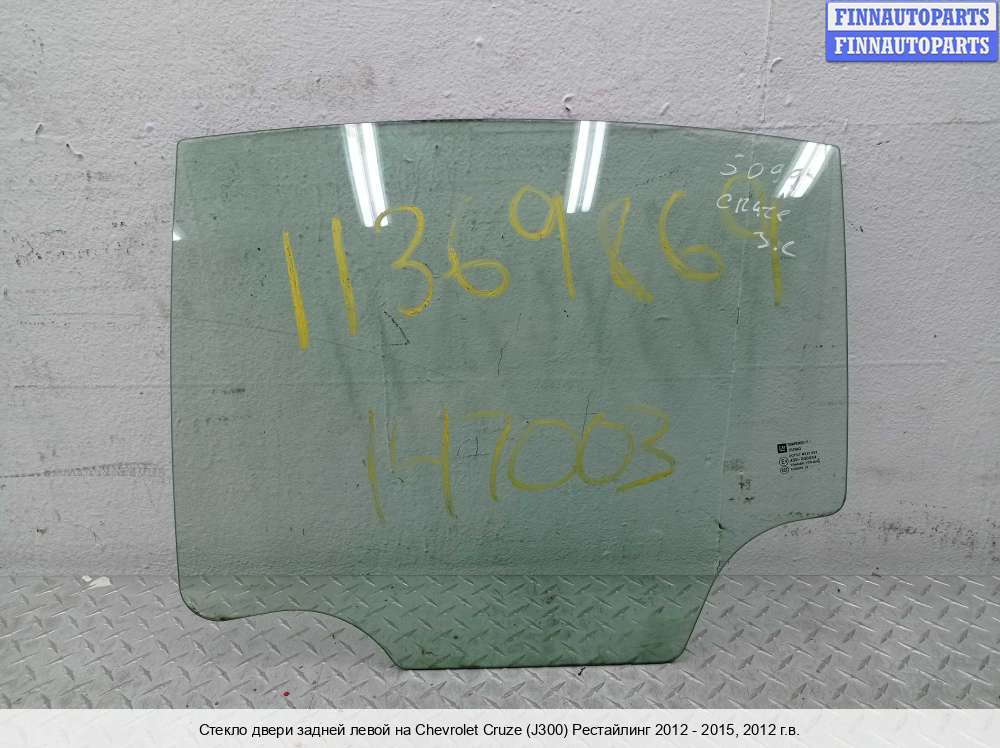 FINNAUTOPARTS
FINNAUTOPARTS
CRUZE
З.С
11369869
147003
Стекло двери задней левой на Chevrolet Cruze (J300) Рестайлинг 2012 - 2015, 2012 г.в.